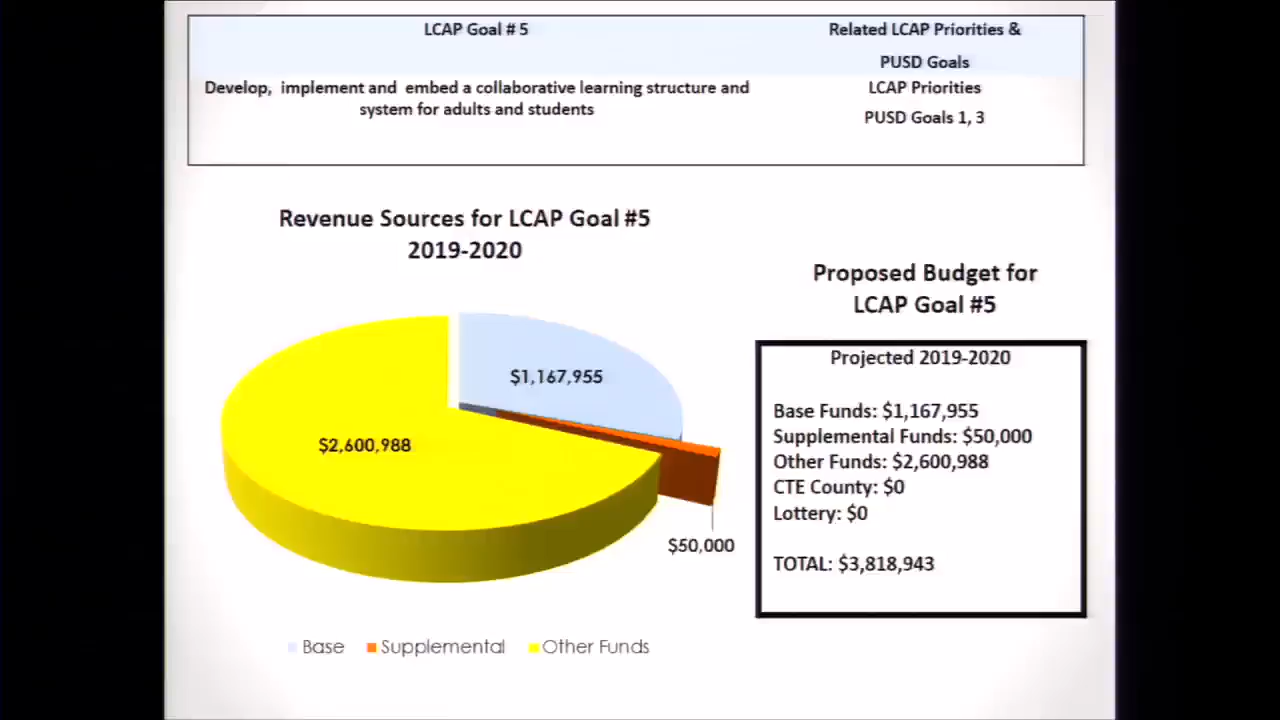 LCAP Goal # 5
Related LCAP Priorities &
PUSD Goals
Develop, implement and embed a collaborative learning structure and
system for adults and students
LCAP Priorities
PUSD Goals 1, 3
Revenue Sources for LCAP Goal #5
2019-2020
$1,167,955
$2,600,988
$50,000
Base
Supplemental
Other Funds
Proposed Budget for
LCAP Goal #5
Projected 2019-2020
Base Funds: $1,167,955
Supplemental Funds: $50,000
Other Funds: $2,600,988
CTE County: $0
Lottery: $0
TOTAL: $3,818,943